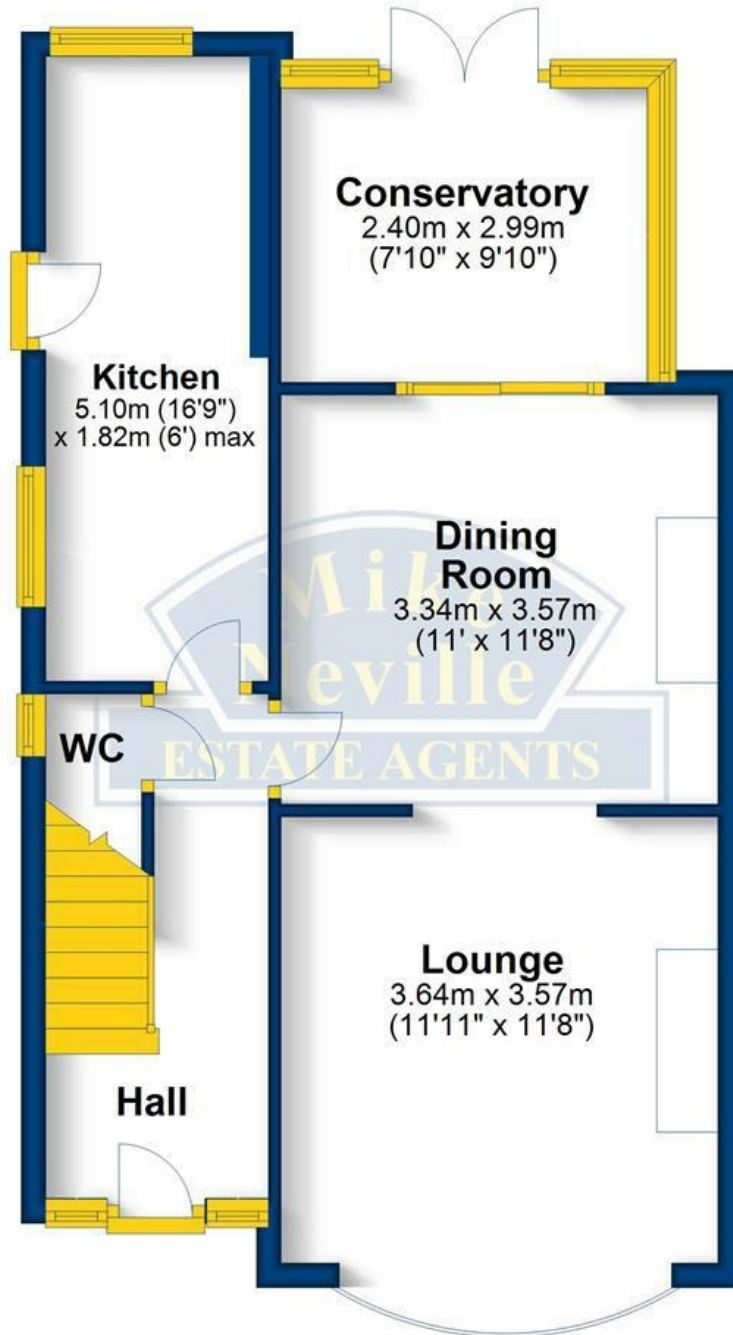 Conservatory
2.40m x 2.99m
(7'10" x 9'10")
Kitchen
5.10m (16'9")
x 1.82m (6') max
Dining
Room
3.34m x 3.57m
(11' x 11'8")
Mike
Neville
ESTATE AGENTS
WC
Lounge
3.64m x 3.57m
(11'11" x 11'8")
Hall